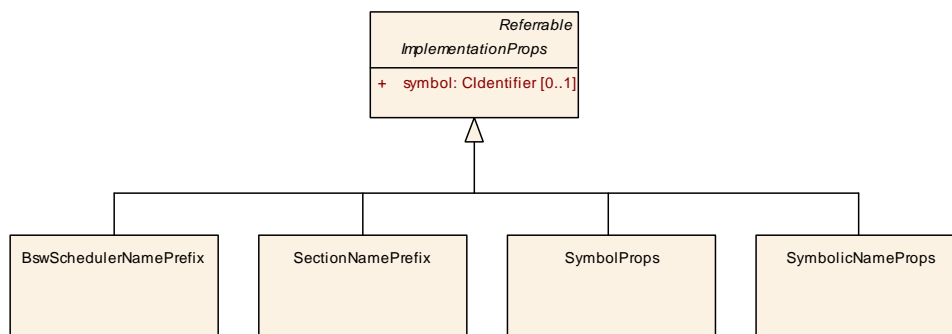 Referrable
ImplementationProps
+ symbol: CIdentifier [0..1]
BswSchedulerNamePrefix
SectionNamePrefix
SymbolProps
SymbolicNameProps